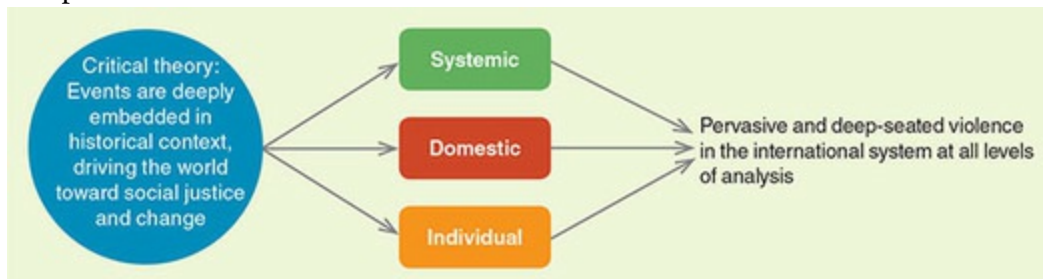 Critical theory:
Events are deeply
embedded in
historical context,
driving the world
toward social justice
and change
Systemic
Domestic
Individual
Pervasive and deep-seated violence
in the international system at all levels
of analysis